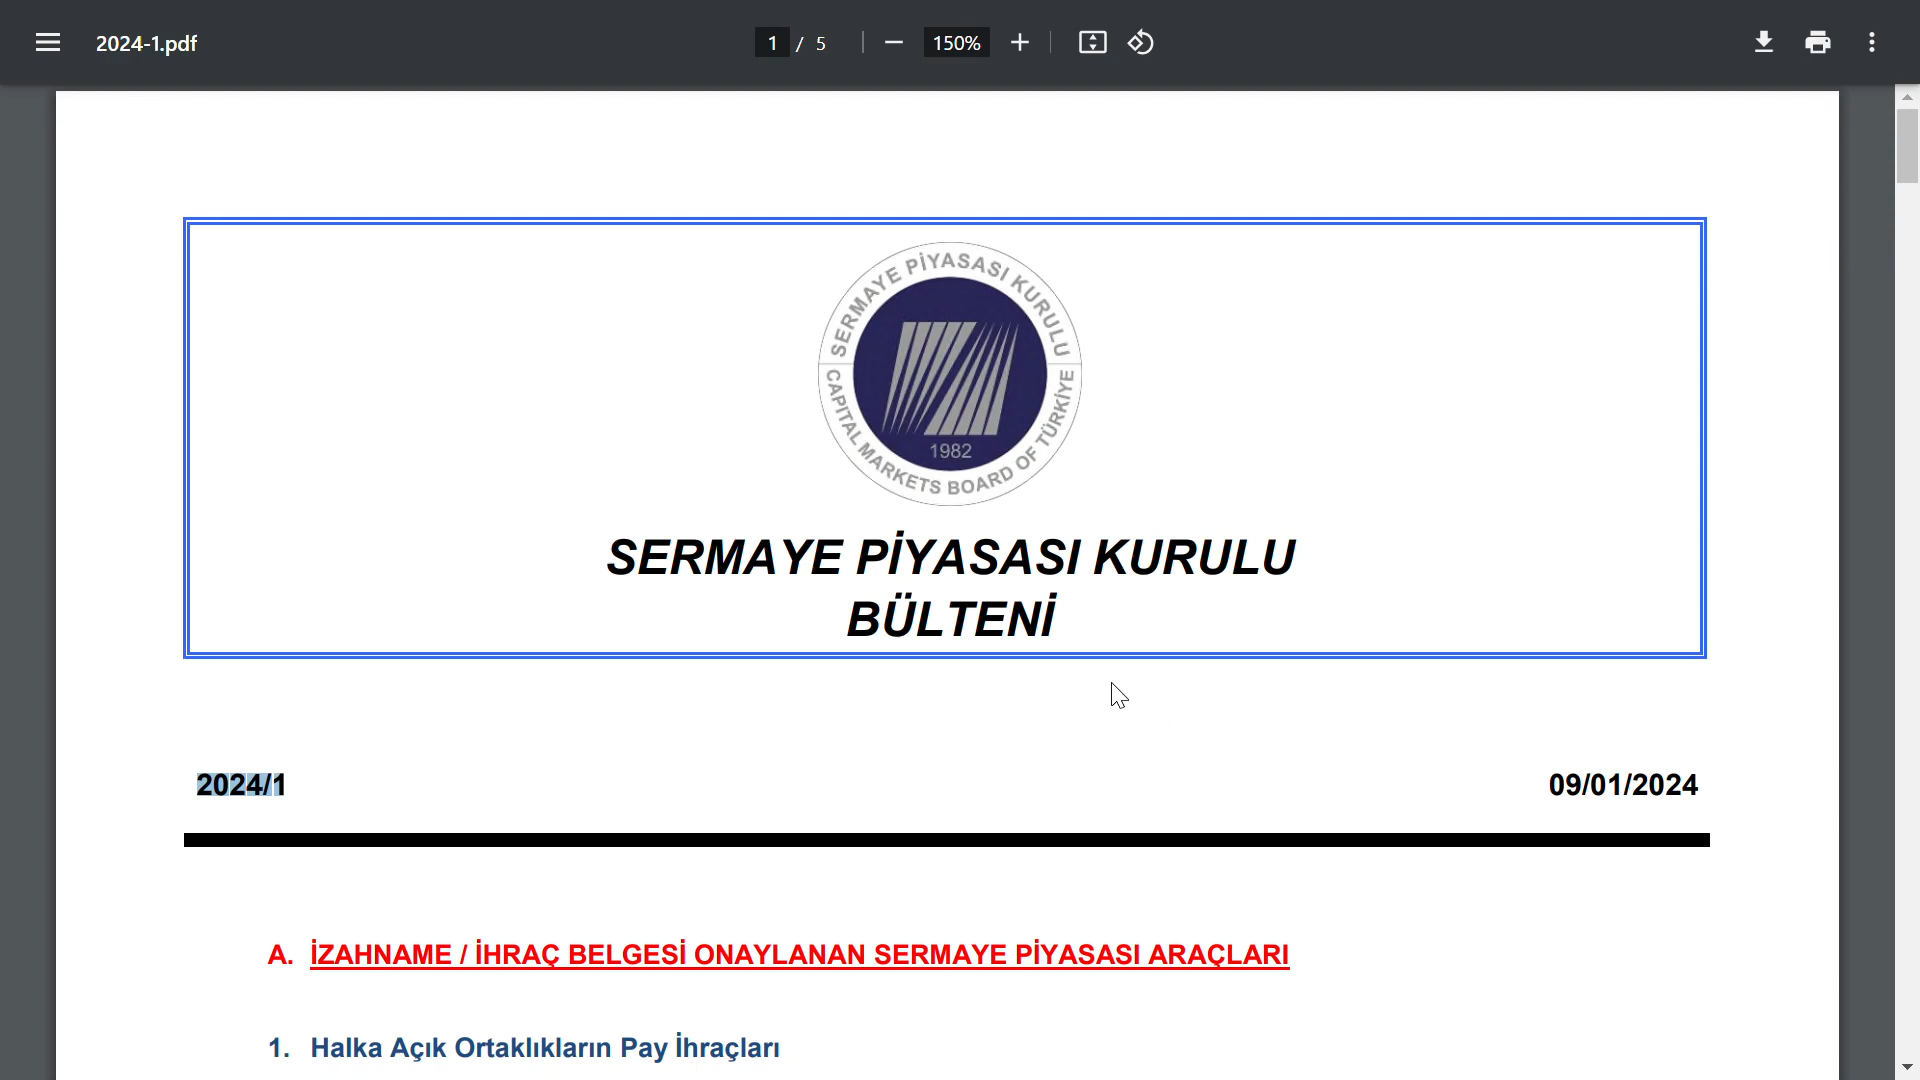 2024-1.pdf
1 / 5
150%
SERMAYE PİYASASI KURULU
CAPITAL MARKETS BOARD OF TÜRKİYE
1982
SERMAYE PİYASASI KURULU
BÜLTENİ
2024/1
09/01/2024
A. İZAHNAME / İHRAÇ BELGESİ ONAYLANAN SERMAYE PİYASASI ARAÇLARI
1. Halka Açık Ortaklıkların Pay İhraçları